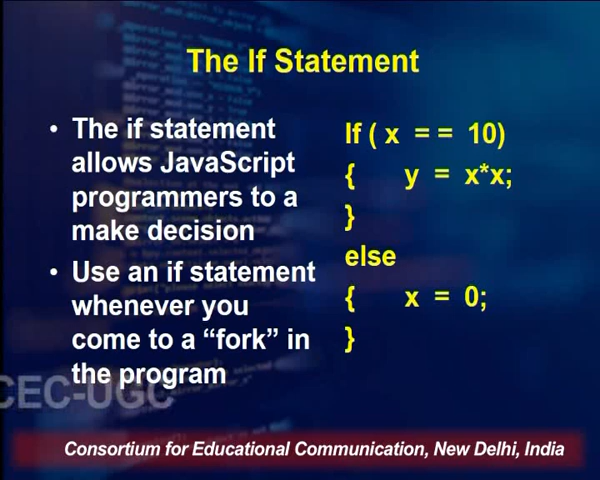 The If Statement
• The if statement
allows JavaScript
programmers to a
make decision
• Use an if statement
whenever you
come to a “fork” in
the program
If ( x = = 10)
{ y = x*x;
}
else
{ x = 0;
}
CEC-UGC
Consortium for Educational Communication, New Delhi, India